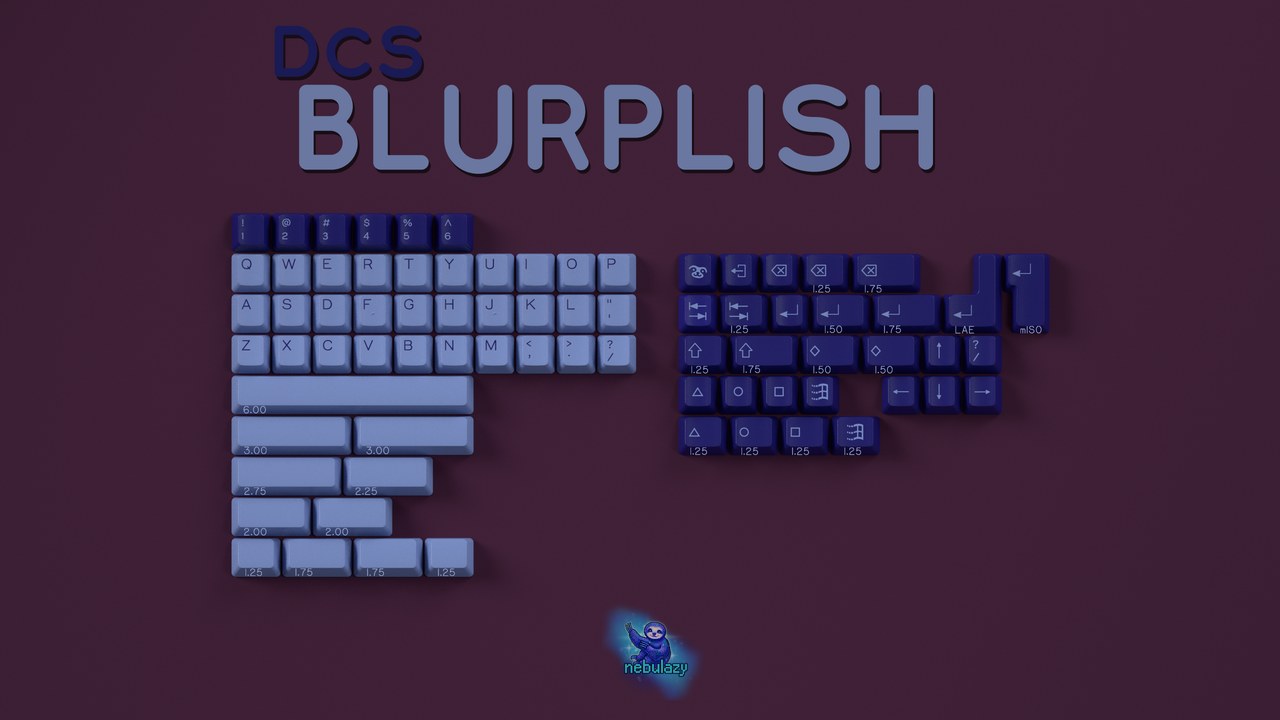 DCS
BLURPLISH
! @ # $ % ^
1 2 3 4 5 6
Q W E R T Y U I O P
A S D F G H J K L " '
Z X C V B N M < , > . ? /
6.00
3.00 3.00
2.75 2.25
2.00 2.00
1.25 1.75 1.75 1.25
1.25 1.75
1.25 1.50 1.75 LAE mISO
1.25 1.75 1.50 1.50 ? /
1.25 1.25 1.25 1.25
nebulazy